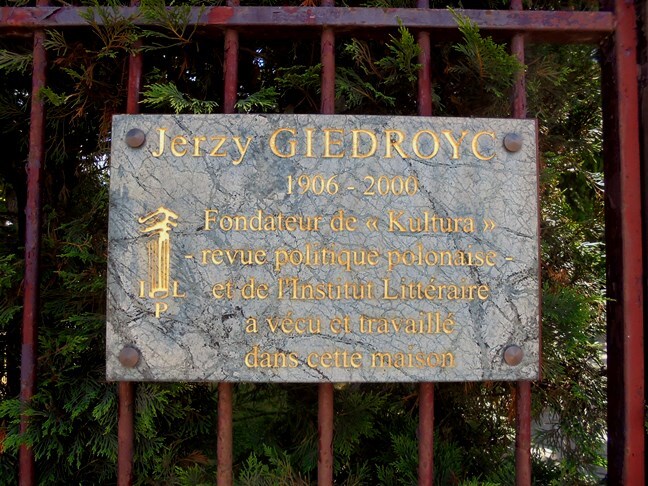 Jerzy GIEDROYC
1906 - 2000
Fondateur de « Kultura »
- revue politique polonaise -
et de l'Institut Littéraire
a vécu et travaillé
dans cette maison
I L
P